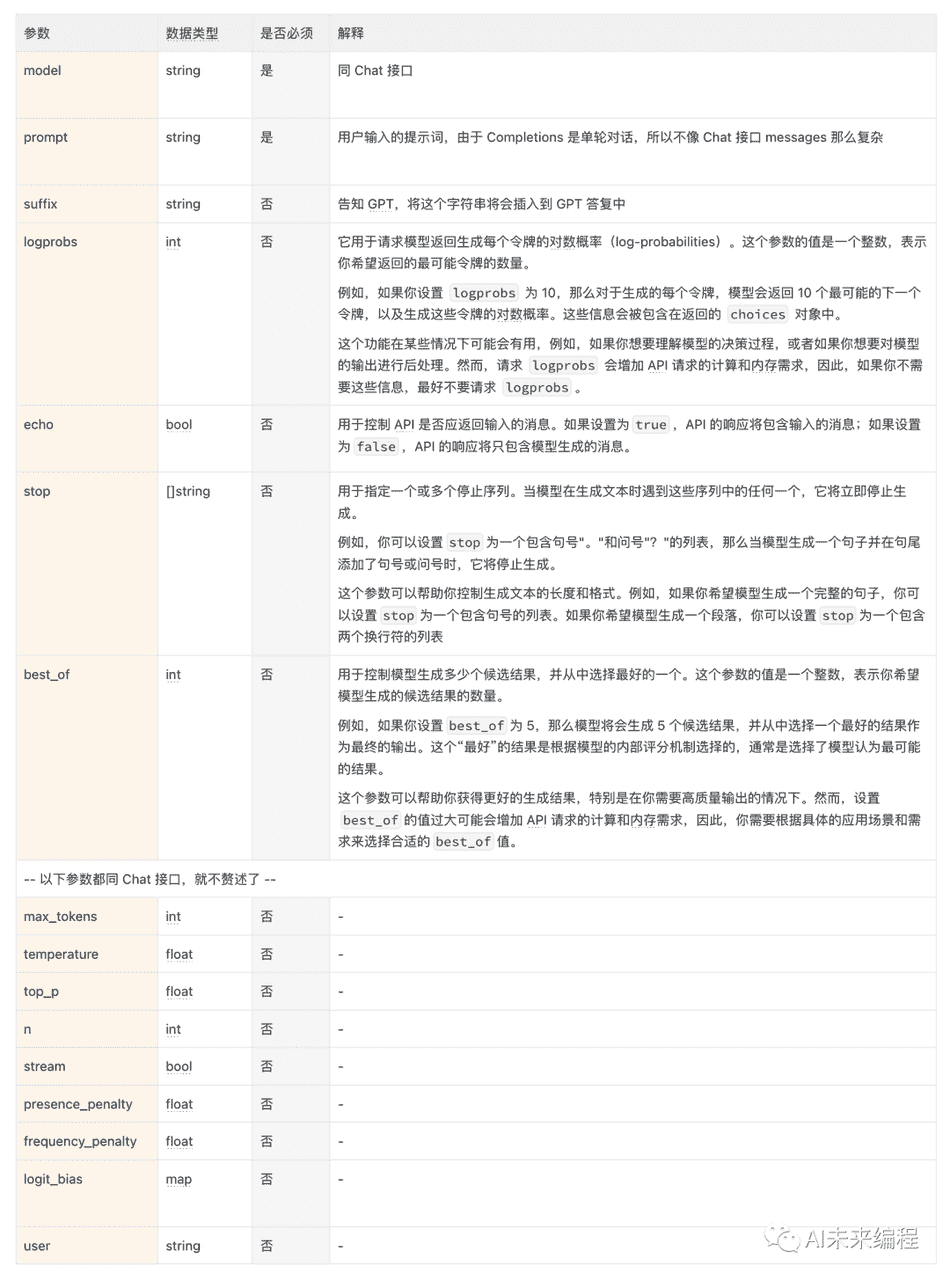 参数 数据类型 是否必须 解释
model string 是 同 Chat 接口
prompt string 是 用户输入的提示词，由于 Completions 是单轮对话，所以不像 Chat 接口 messages 那么复杂
suffix string 否 告知 GPT，将这个字符串将会插入到 GPT 答复中
logprobs int 否 它用于请求模型返回生成每个令牌的对数概率（log-probabilities）。这个参数的值是一个整数，表示
你希望返回的最可能令牌的数量。
例如，如果你设置 logprobs 为 10，那么对于生成的每个令牌，模型会返回 10 个最可能的下一个
令牌，以及生成这些令牌的对数概率。这些信息会被包含在返回的 choices 对象中。
这个功能在某些情况下可能会有用，例如，如果你想要理解模型的决策过程，或者如果你想要对模型
的输出进行后处理。然而，请求 logprobs 会增加 API 请求的计算和内存需求，因此，如果你不需
要这些信息，最好不要请求 logprobs 。
echo bool 否 用于控制 API 是否应返回输入的消息。如果设置为 true ，API 的响应将包含输入的消息；如果设置
为 false ，API 的响应将只包含模型生成的消息。
stop []string 否 用于指定一个或多个停止序列。当模型在生成文本时遇到这些序列中的任何一个，它将立即停止生
成。
例如，你可以设置 stop 为一个包含句号"。"和问号"？"的列表，那么当模型生成一个句子并在句尾
添加了句号或问号时，它将停止生成。
这个参数可以帮助你控制生成文本的长度和格式。例如，如果你希望模型生成一个完整的句子，你可
以设置 stop 为一个包含句号的列表。如果你希望模型生成一个段落，你可以设置 stop 为一个包含
两个换行符的列表
best_of int 否 用于控制模型生成多少个候选结果，并从中选择最好的一个。这个参数的值是一个整数，表示你希望
模型生成的候选结果的数量。
例如，如果你设置 best_of 为 5，那么模型将会生成 5 个候选结果，并从中选择一个最好的结果作
为最终的输出。这个“最好”的结果是根据模型的内部评分机制选择的，通常是选择了模型认为最可能
的结果。
这个参数可以帮助你获得更好的生成结果，特别是在你需要高质量输出的情况下。然而，设置
best_of 的值过大可能会增加 API 请求的计算和内存需求，因此，你需要根据具体的应用场景和需
求来选择合适的 best_of 值。
-- 以下参数都同 Chat 接口，就不赘述了 --
max_tokens int 否 -
temperature float 否 -
top_p float 否 -
n int 否 -
stream bool 否 -
presence_penalty float 否 -
frequency_penalty float 否 -
logit_bias map 否 -
user string 否 -
AI未来编程